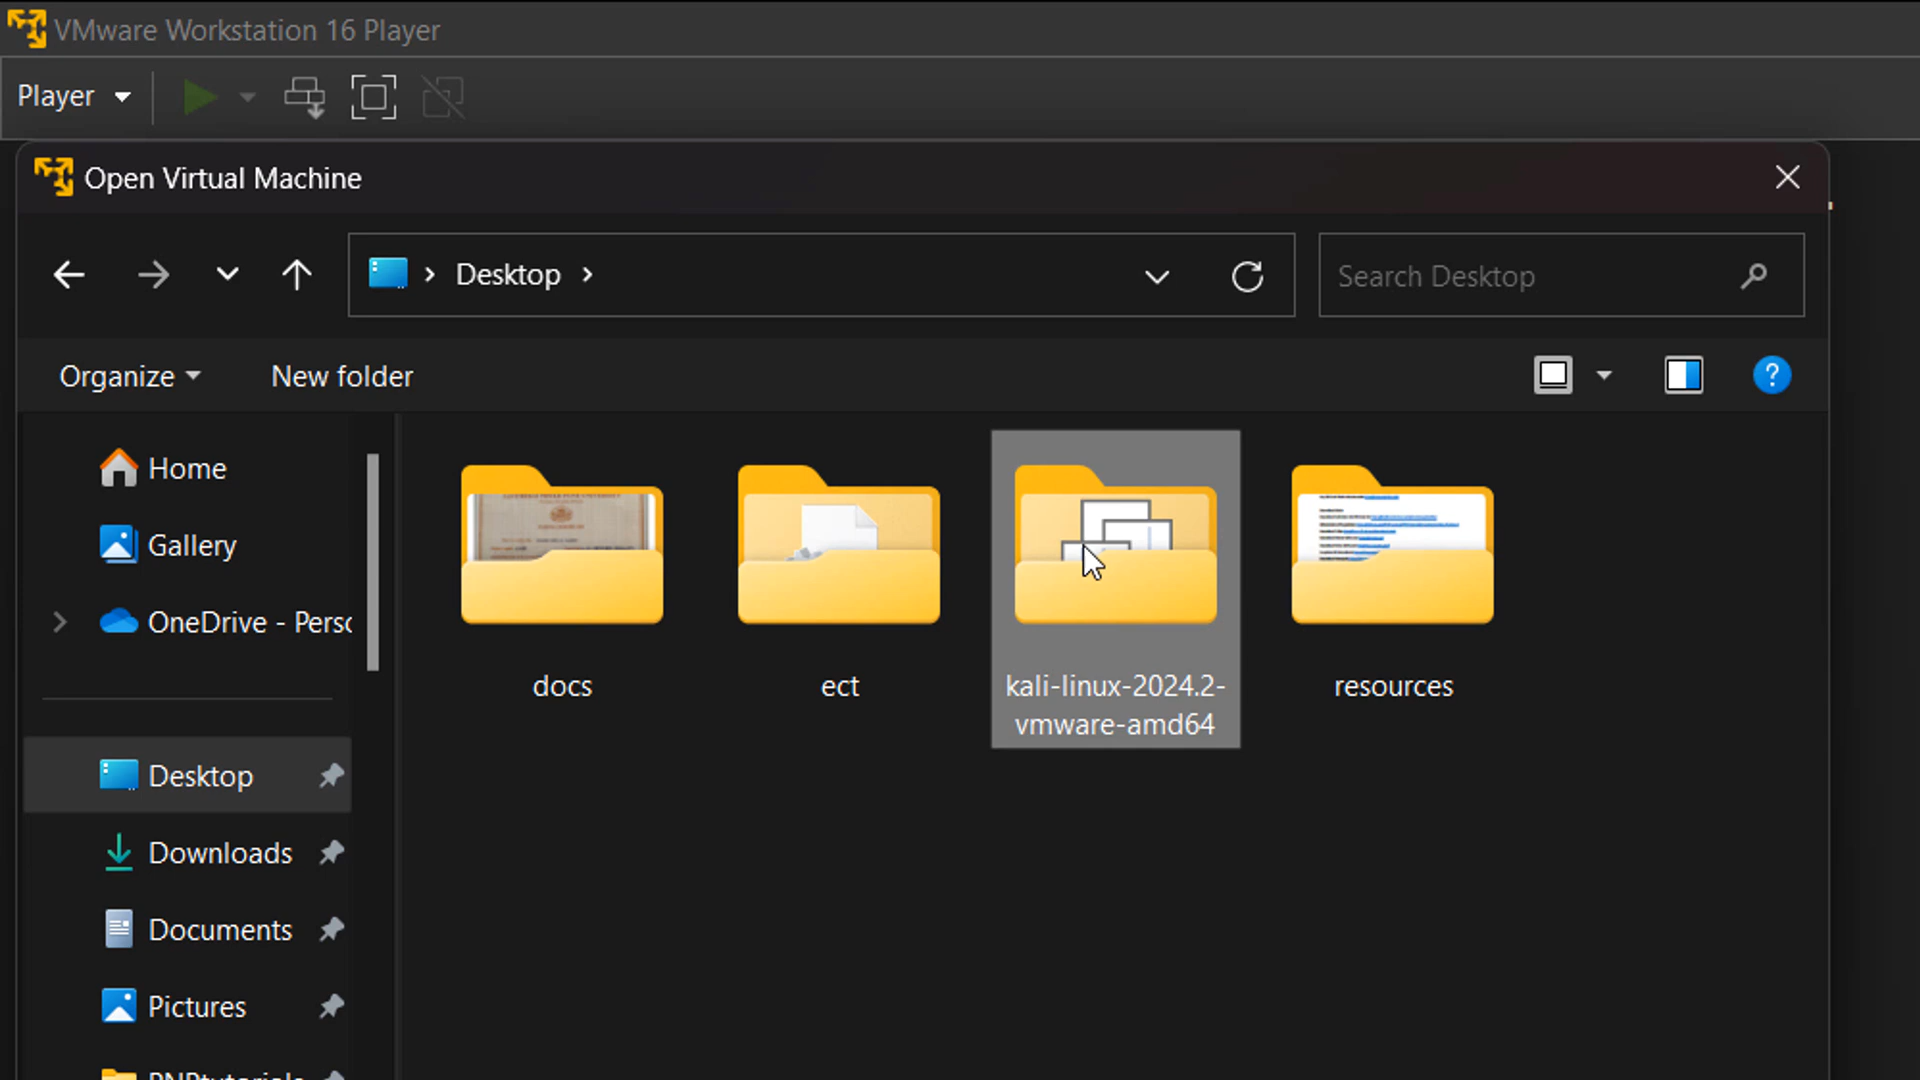 VMware Workstation 16 Player
Player
Open Virtual Machine
Desktop
Search Desktop
Organize
New folder
?
Home
Gallery
OneDrive - Perso
Desktop
Downloads
Documents
Pictures
docs
ect
kali-linux-2024.2-
vmware-amd64
resources